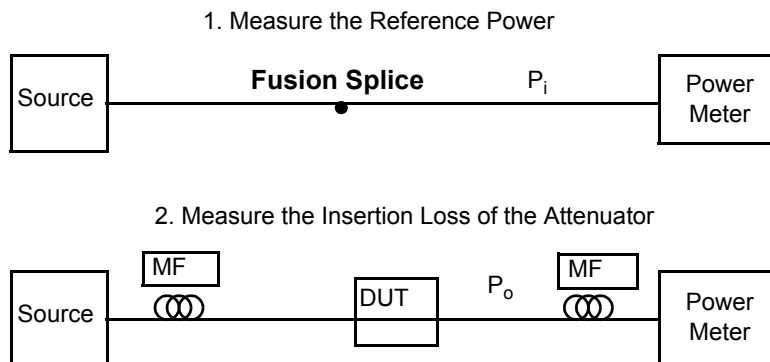 1. Measure the Reference Power
Source
Fusion Splice
Pi
Power
Meter
2. Measure the Insertion Loss of the Attenuator
MF
MF
Source
DUT
Po
Power
Meter